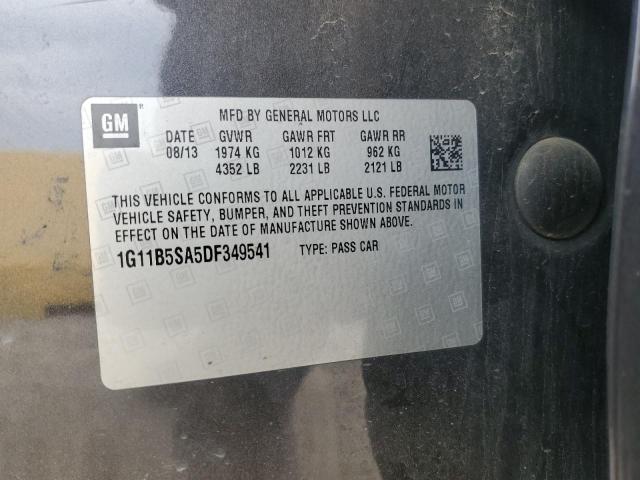 GM
MFD BY GENERAL MOTORS LLC
DATE GVWR GAWR FRT GAWR RR
08/13 1974 KG 1012 KG 962 KG
4352 LB 2231 LB 2121 LB
THIS VEHICLE CONFORMS TO ALL APPLICABLE U.S. FEDERAL MOTOR
VEHICLE SAFETY, BUMPER, AND THEFT PREVENTION STANDARDS IN
EFFECT ON THE DATE OF MANUFACTURE SHOWN ABOVE.
1G11B5SA5DF349541 TYPE: PASS CAR